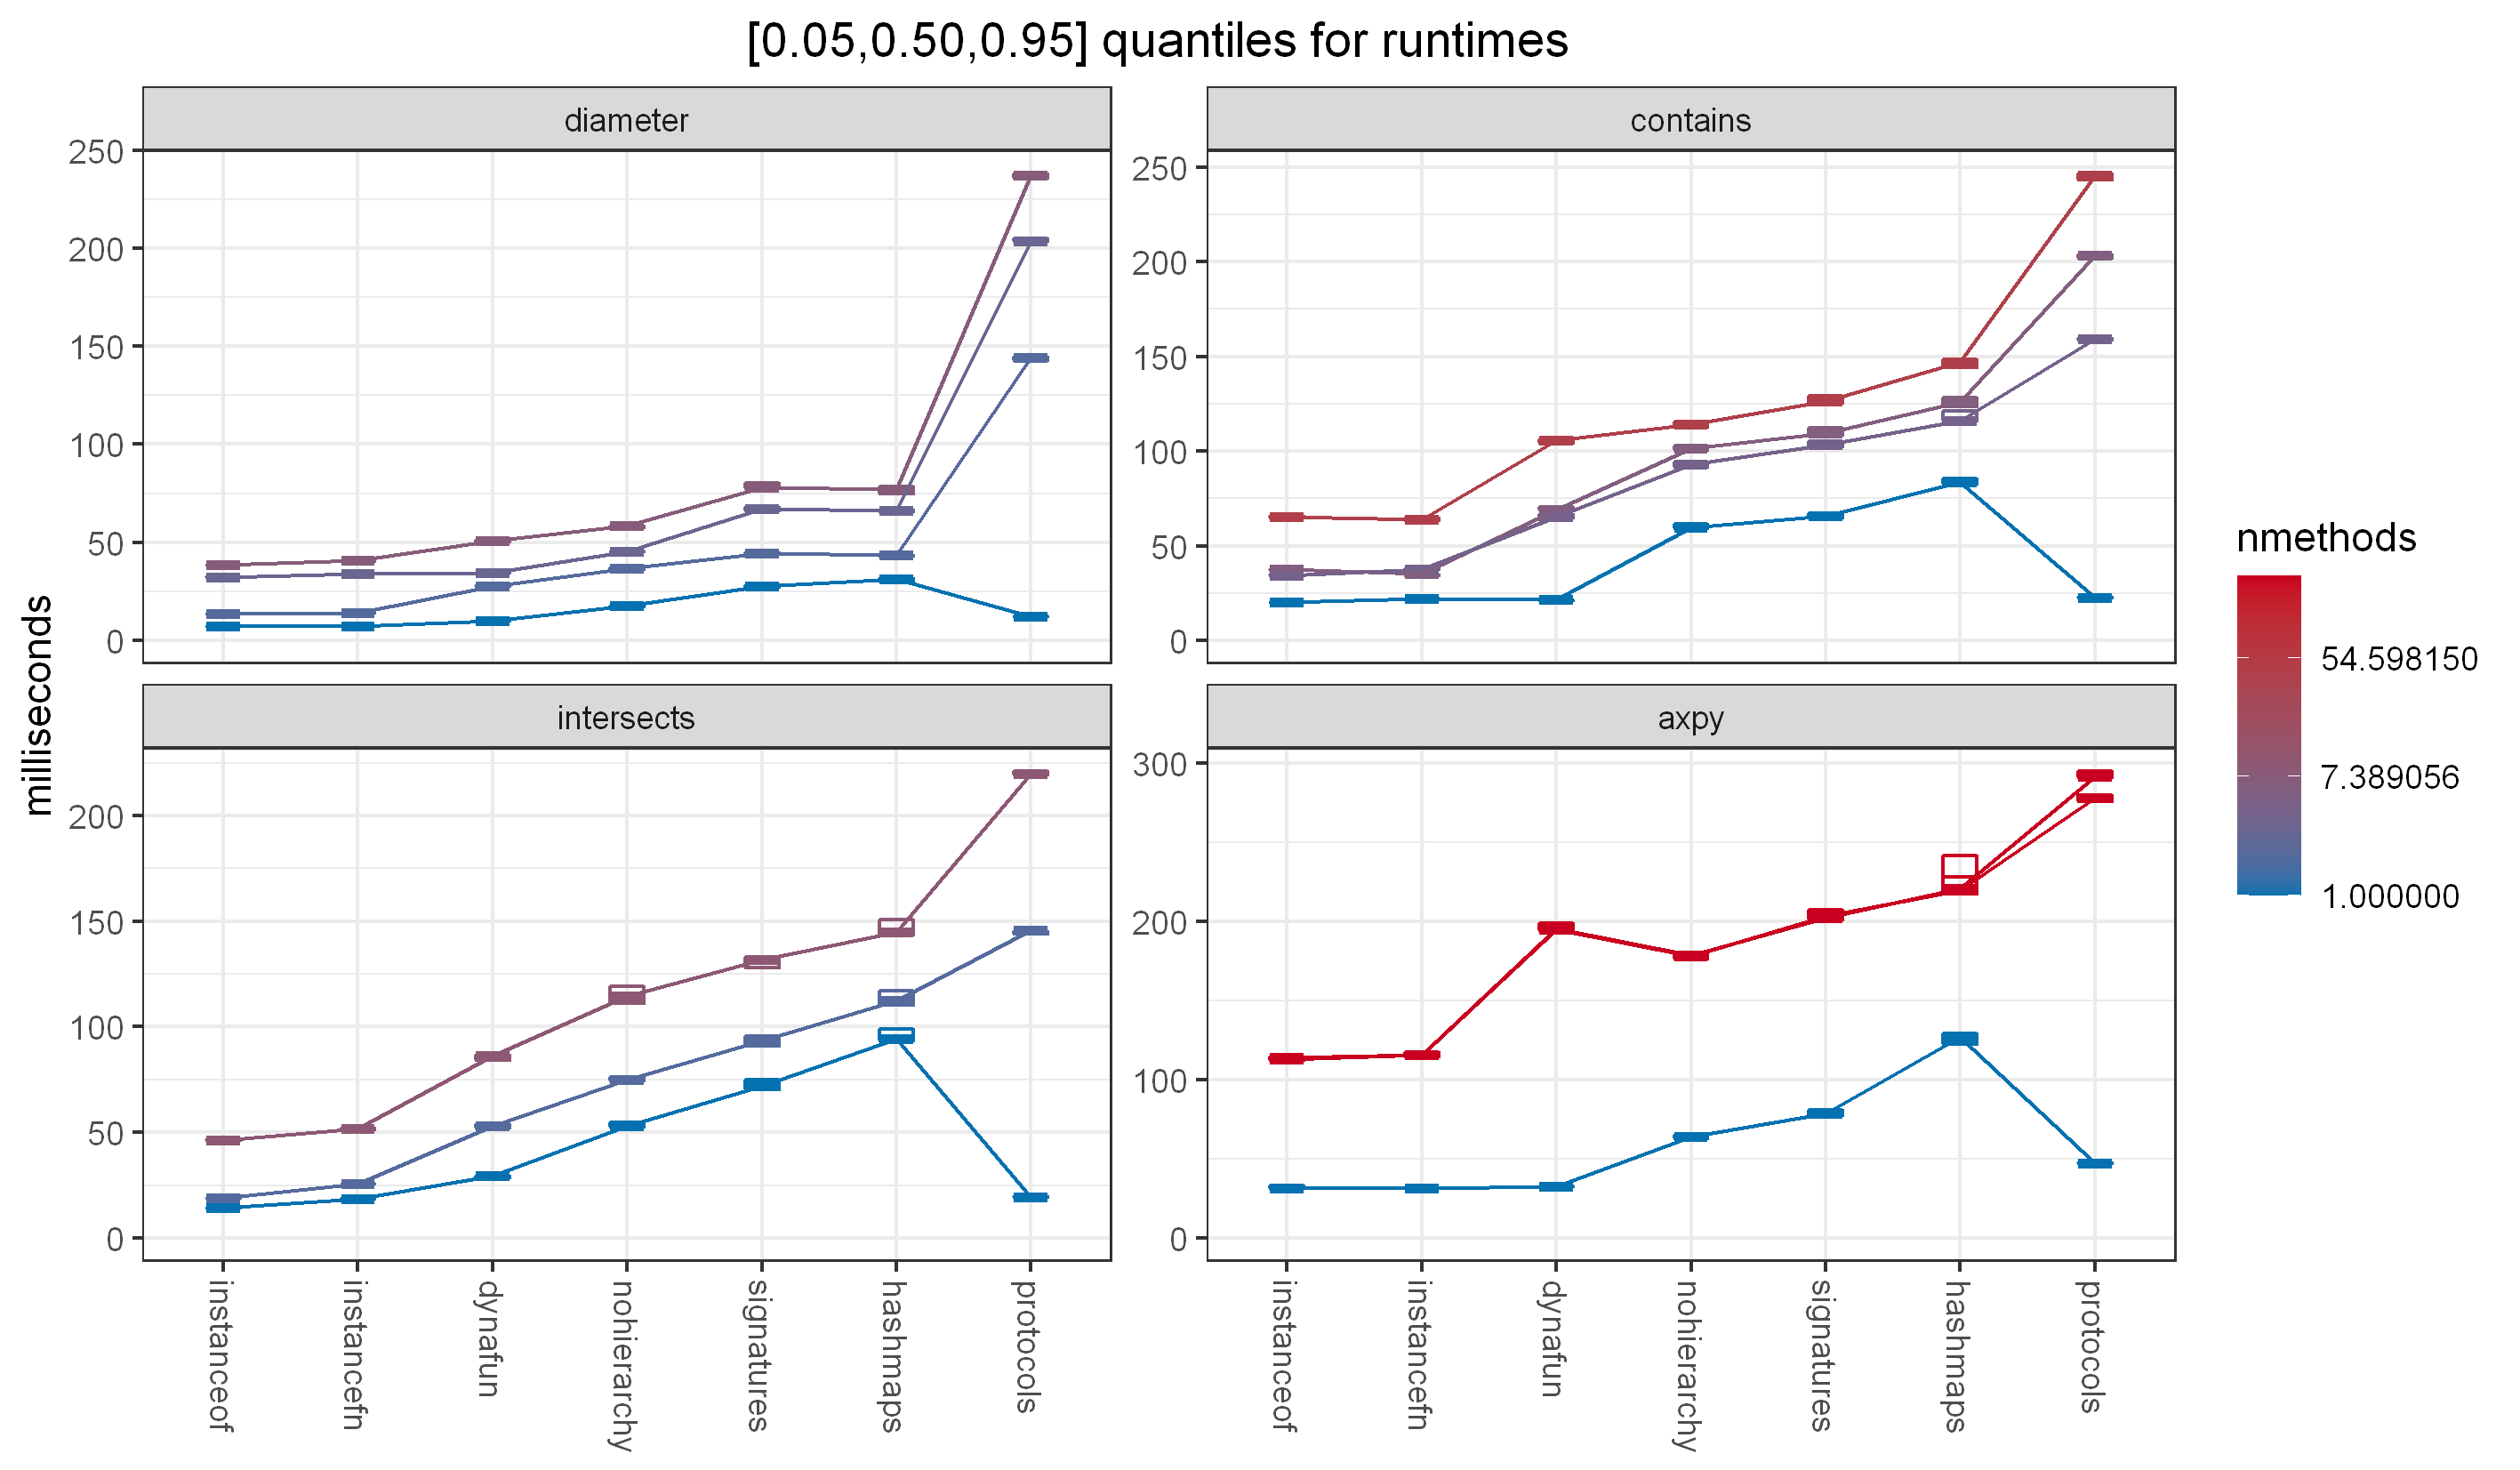 [0.05,0.50,0.95] quantiles for runtimes
milliseconds
diameter
250
200
150
100
50
0
contains
250
200
150
100
50
0
intersects
200
150
100
50
0
instanceof
instancefn
dynafun
nohierarchy
signatures
hashmaps
protocols
axpy
300
200
100
0
instanceof
instancefn
dynafun
nohierarchy
signatures
hashmaps
protocols
nmethods
54.598150
7.389056
1.000000